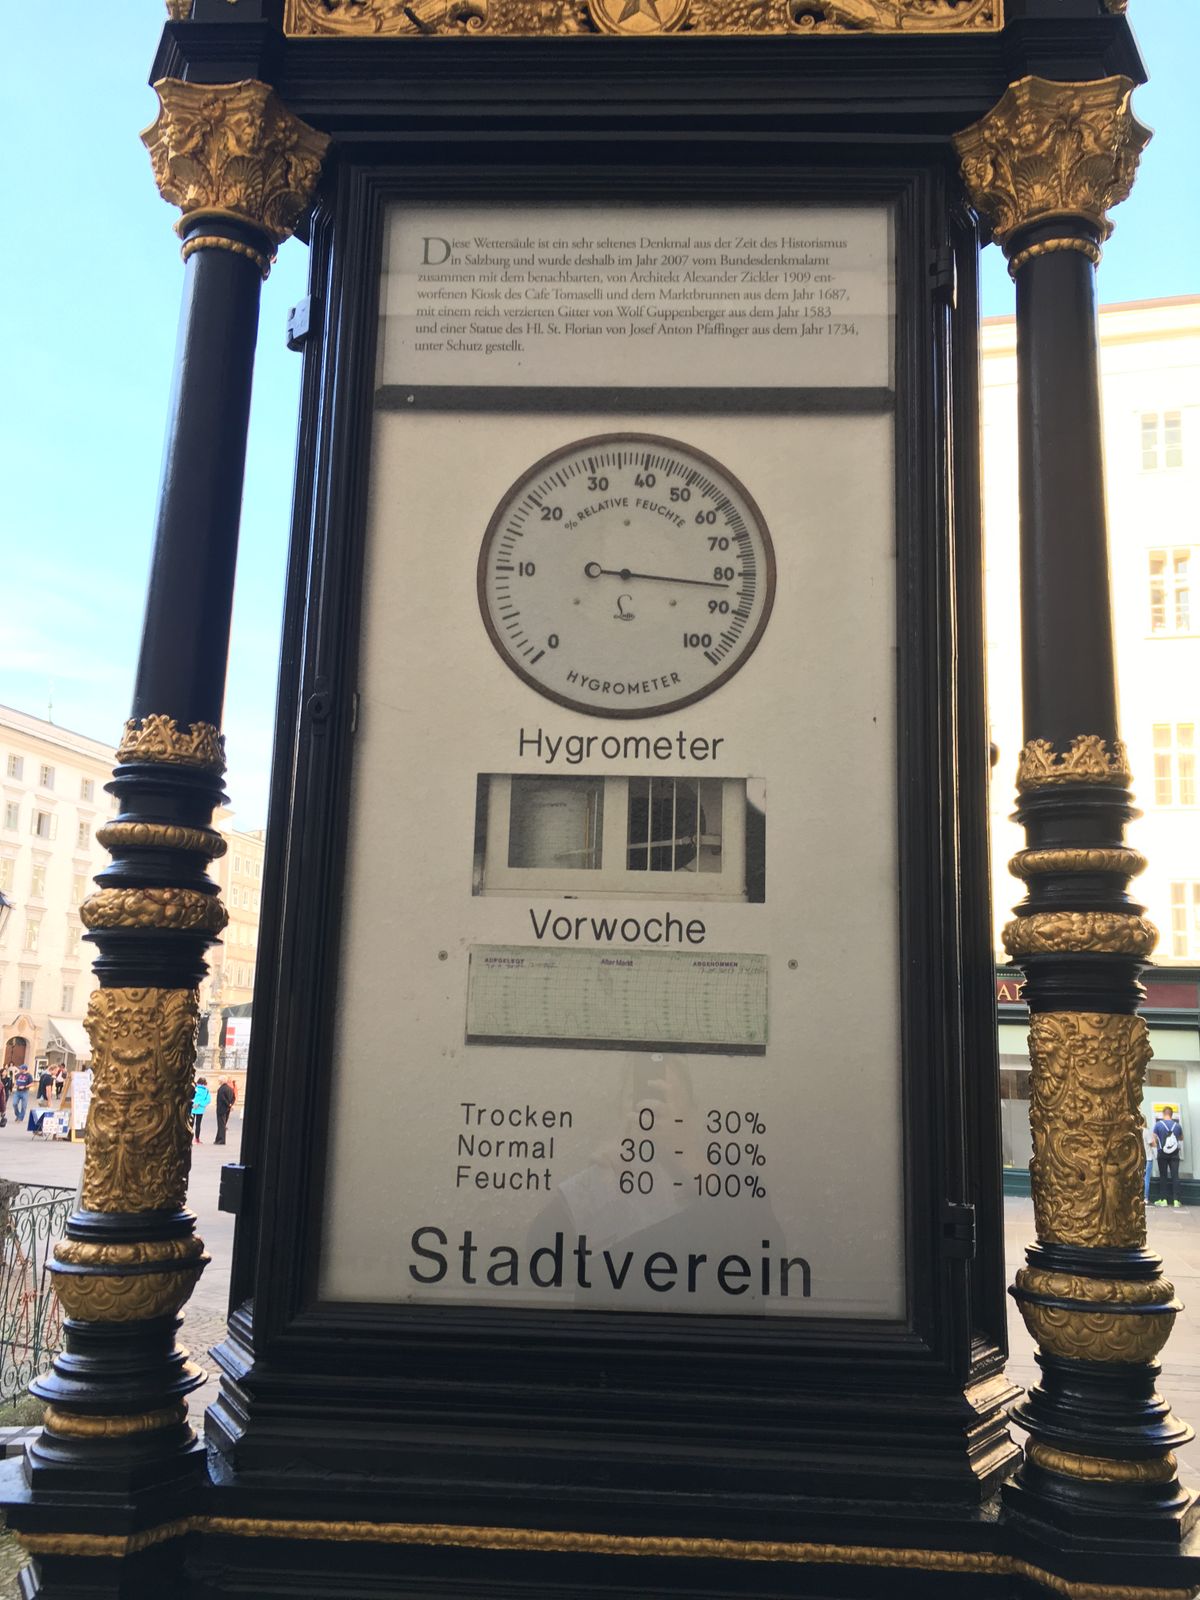 Diese Wettersäule ist ein sehr seltenes Denkmal aus der Zeit des Historismus
in Salzburg und wurde deshalb im Jahr 2007 vom Bundesdenkmalamt
zusammen mit dem benachbarten, von Architekt Alexander Zickler 1909 ent-
worfenen Kiosk des Cafe Tomaselli und dem Marktbrunnen aus dem Jahr 1687,
mit einem reich verzierten Gitter von Wolf Guppenberger aus dem Jahr 1583
und einer Statue des Hl. St. Florian von Josef Anton Pfaffinger aus dem Jahr 1734,
unter Schutz gestellt.
0 10 20 30 40 50 60 70 80 90 100
% RELATIVE FEUCHTE
HYGROMETER
Hygrometer
Vorwoche
AUFGELEGT Alter Markt ABGENOMMEN
Trocken 0 - 30%
Normal 30 - 60%
Feucht 60 - 100%
Stadtverein